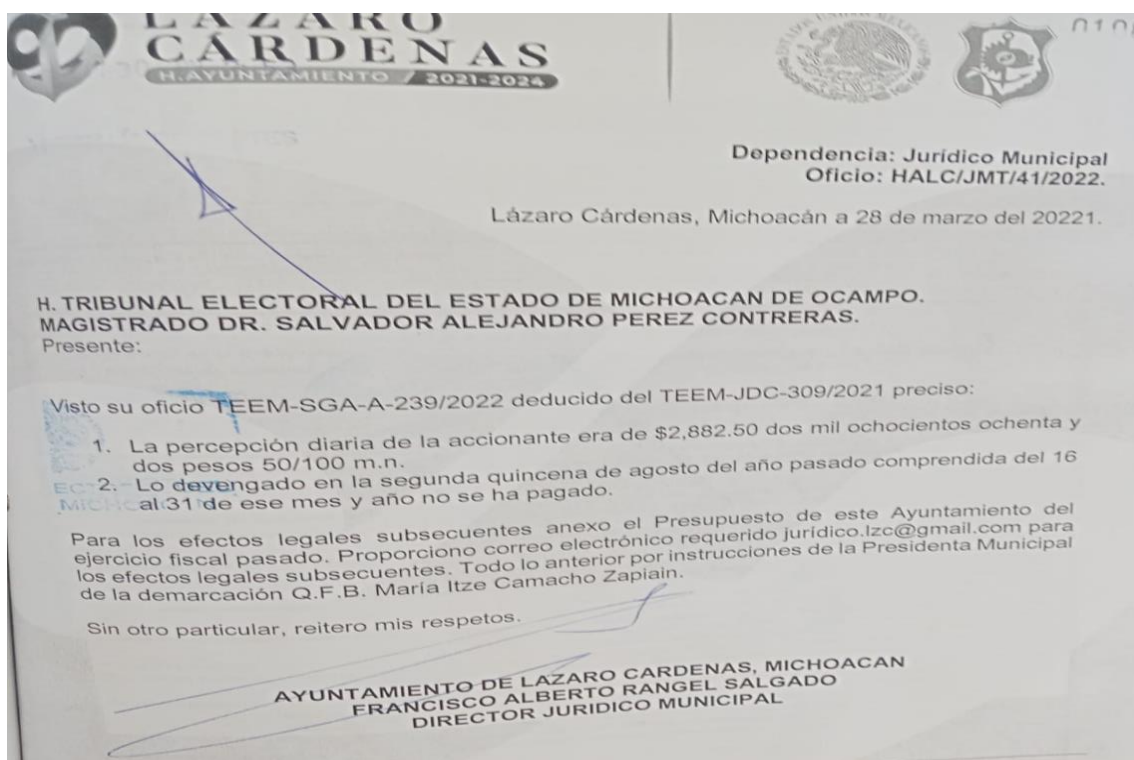 LÁZARO
CÁRDENAS
H. AYUNTAMIENTO / 2021-2024
Dependencia: Jurídico Municipal
Oficio: HALC/JMT/41/2022.
Lázaro Cárdenas, Michoacán a 28 de marzo del 20221.
H. TRIBUNAL ELECTORAL DEL ESTADO DE MICHOACAN DE OCAMPO.
MAGISTRADO DR. SALVADOR ALEJANDRO PEREZ CONTRERAS.
Presente:
Visto su oficio TEEM-SGA-A-239/2022 deducido del TEEM-JDC-309/2021 preciso:
1. La percepción diaria de la accionante era de $2,882.50 dos mil ochocientos ochenta y
dos pesos 50/100 m.n.
2. Lo devengado en la segunda quincena de agosto del año pasado comprendida del 16
al 31 de ese mes y año no se ha pagado.
Para los efectos legales subsecuentes anexo el Presupuesto de este Ayuntamiento del
ejercicio fiscal pasado. Proporciono correo electrónico requerido jurídico.lzc@gmail.com para
los efectos legales subsecuentes. Todo lo anterior por instrucciones de la Presidenta Municipal
de la demarcación Q.F.B. María Itze Camacho Zapiain.
Sin otro particular, reitero mis respetos.
AYUNTAMIENTO DE LAZARO CARDENAS, MICHOACAN
FRANCISCO ALBERTO RANGEL SALGADO
DIRECTOR JURIDICO MUNICIPAL